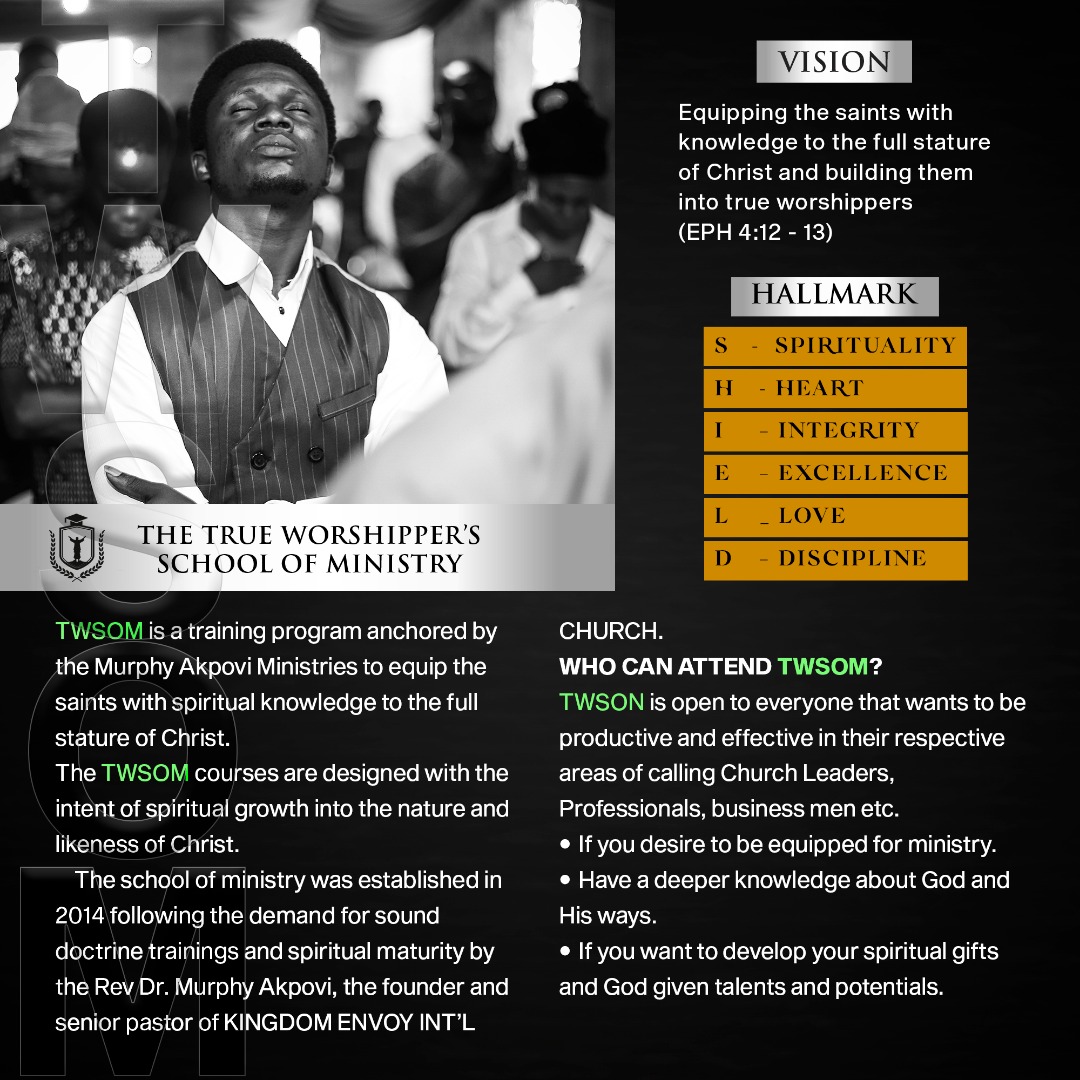 T
W
S
O
M
THE TRUE WORSHIPPER'S
SCHOOL OF MINISTRY
VISION
Equipping the saints with
knowledge to the full stature
of Christ and building them
into true worshippers
(EPH 4:12 - 13)
HALLMARK
S - SPIRITUALITY
H - HEART
I - INTEGRITY
E - EXCELLENCE
L _ LOVE
D - DISCIPLINE
TWSOM is a training program anchored by
the Murphy Akpovi Ministries to equip the
saints with spiritual knowledge to the full
stature of Christ.
The TWSOM courses are designed with the
intent of spiritual growth into the nature and
likeness of Christ.
The school of ministry was established in
2014 following the demand for sound
doctrine trainings and spiritual maturity by
the Rev Dr. Murphy Akpovi, the founder and
senior pastor of KINGDOM ENVOY INT'L
CHURCH.
WHO CAN ATTEND TWSOM?
TWSON is open to everyone that wants to be
productive and effective in their respective
areas of calling Church Leaders,
Professionals, business men etc.
• If you desire to be equipped for ministry.
• Have a deeper knowledge about God and
His ways.
• If you want to develop your spiritual gifts
and God given talents and potentials.